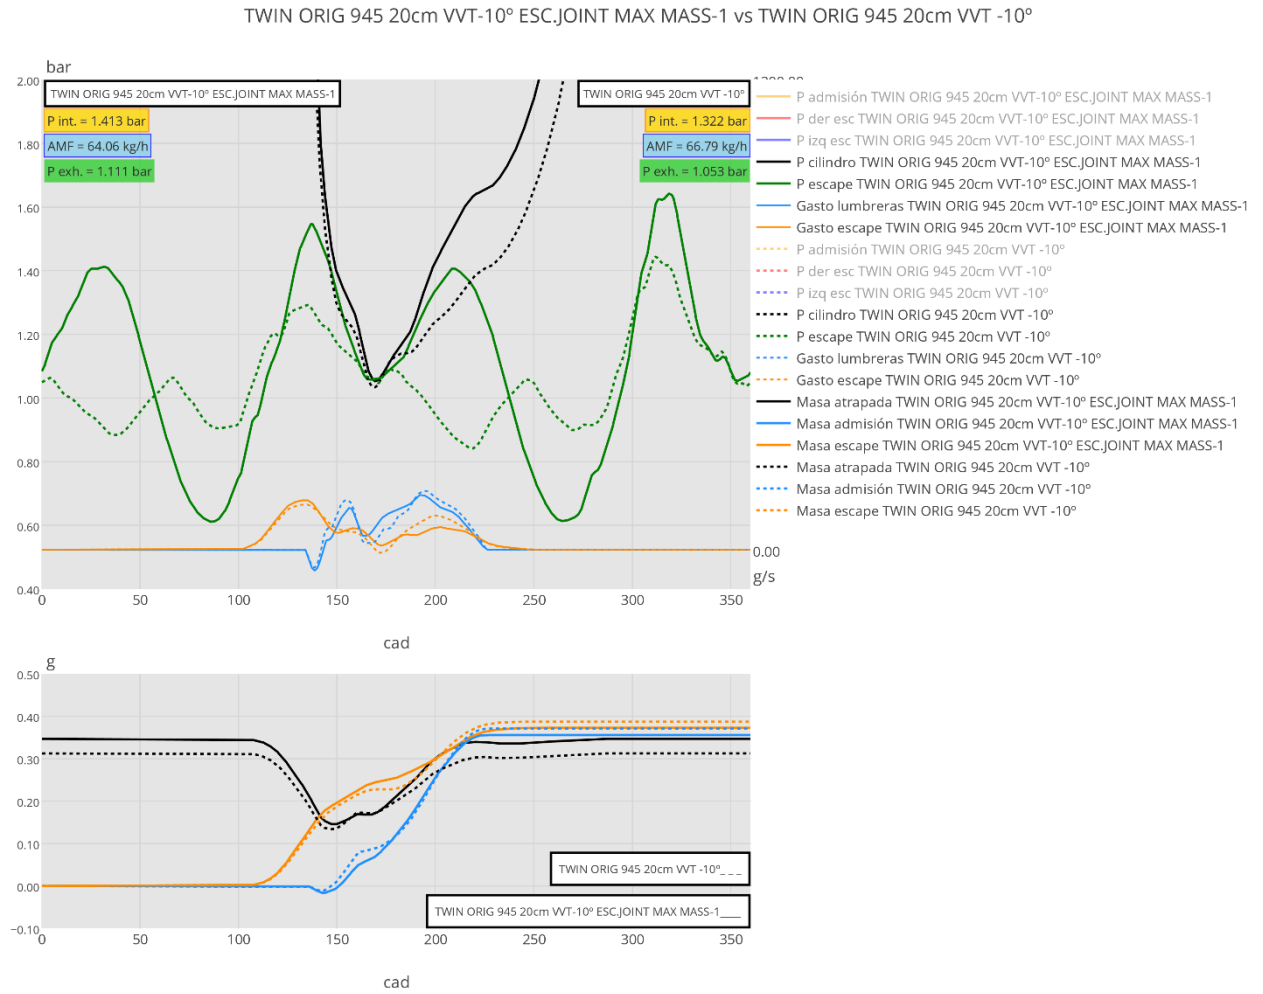 TWIN ORIG 945 20cm VVT-10º ESC.JOINT MAX MASS-1 vs TWIN ORIG 945 20cm VVT -10º
bar
2.00
1.80
1.60
1.40
1.20
1.00
0.80
0.60
0.40
TWIN ORIG 945 20cm VVT-10º ESC.JOINT MAX MASS-1
P int. = 1.413 bar
AMF = 64.06 kg/h
P exh. = 1.111 bar
TWIN ORIG 945 20cm VVT -10º
P int. = 1.322 bar
AMF = 66.79 kg/h
P exh. = 1.053 bar
0 50 100 150 200 250 300 350
cad
0.00
g/s
P admisión TWIN ORIG 945 20cm VVT-10º ESC.JOINT MAX MASS-1
P der esc TWIN ORIG 945 20cm VVT-10º ESC.JOINT MAX MASS-1
P izq esc TWIN ORIG 945 20cm VVT-10º ESC.JOINT MAX MASS-1
P cilindro TWIN ORIG 945 20cm VVT-10º ESC.JOINT MAX MASS-1
P escape TWIN ORIG 945 20cm VVT-10º ESC.JOINT MAX MASS-1
Gasto lumbreras TWIN ORIG 945 20cm VVT-10º ESC.JOINT MAX MASS-1
Gasto escape TWIN ORIG 945 20cm VVT-10º ESC.JOINT MAX MASS-1
P admisión TWIN ORIG 945 20cm VVT -10º
P der esc TWIN ORIG 945 20cm VVT -10º
P izq esc TWIN ORIG 945 20cm VVT -10º
P cilindro TWIN ORIG 945 20cm VVT -10º
P escape TWIN ORIG 945 20cm VVT -10º
Gasto lumbreras TWIN ORIG 945 20cm VVT -10º
Gasto escape TWIN ORIG 945 20cm VVT -10º
Masa atrapada TWIN ORIG 945 20cm VVT-10º ESC.JOINT MAX MASS-1
Masa admisión TWIN ORIG 945 20cm VVT-10º ESC.JOINT MAX MASS-1
Masa escape TWIN ORIG 945 20cm VVT-10º ESC.JOINT MAX MASS-1
Masa atrapada TWIN ORIG 945 20cm VVT -10º
Masa admisión TWIN ORIG 945 20cm VVT -10º
Masa escape TWIN ORIG 945 20cm VVT -10º
g
0.50
0.40
0.30
0.20
0.10
0.00
−0.10
TWIN ORIG 945 20cm VVT -10º_ _ _
TWIN ORIG 945 20cm VVT-10º ESC.JOINT MAX MASS-1____
0 50 100 150 200 250 300 350
cad